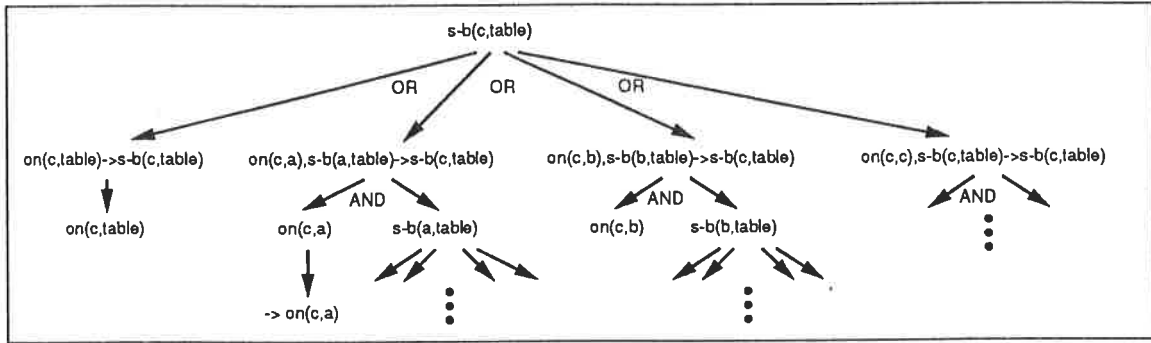 s-b(c,table)
OR OR OR
on(c,table)->s-b(c,table) on(c,a),s-b(a,table)->s-b(c,table) on(c,b),s-b(b,table)->s-b(c,table) on(c,c),s-b(c,table)->s-b(c,table)
AND AND AND
on(c,table) on(c,a) s-b(a,table) on(c,b) s-b(b,table)
-> on(c,a)